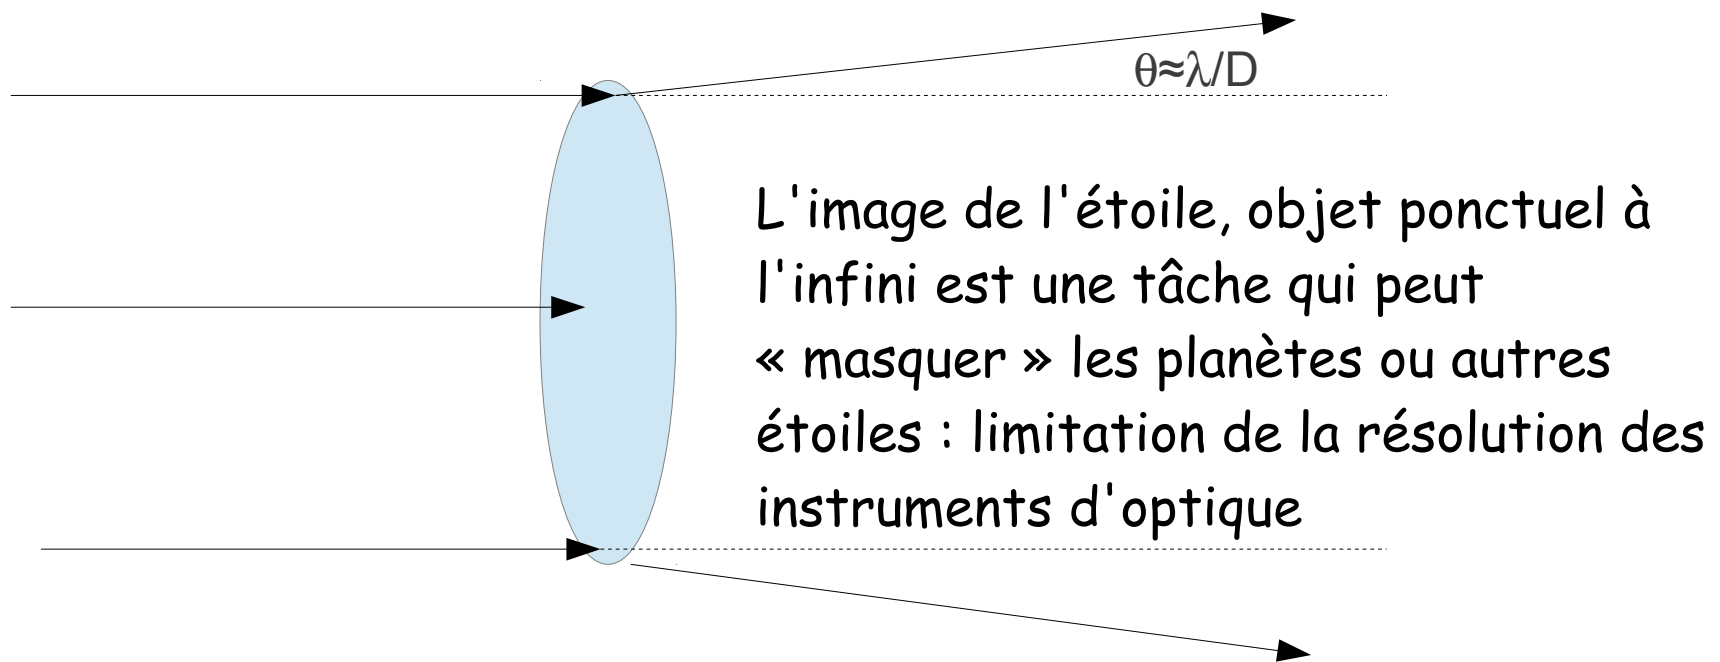 θ≈λ/D
L'image de l'étoile, objet ponctuel à
l'infini est une tâche qui peut
« masquer » les planètes ou autres
étoiles : limitation de la résolution des
instruments d'optique